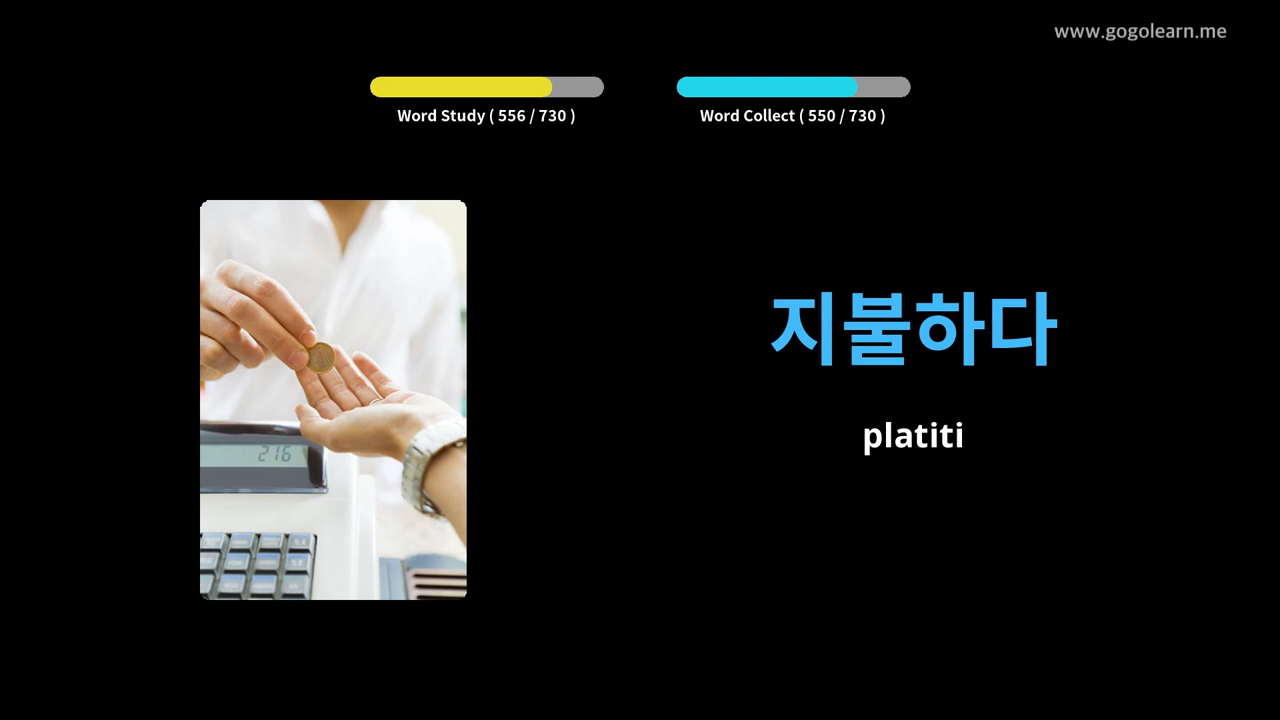 www.gogolearn.me
Word Study ( 556 / 730 )
Word Collect ( 550 / 730 )
지불하다
platiti
216